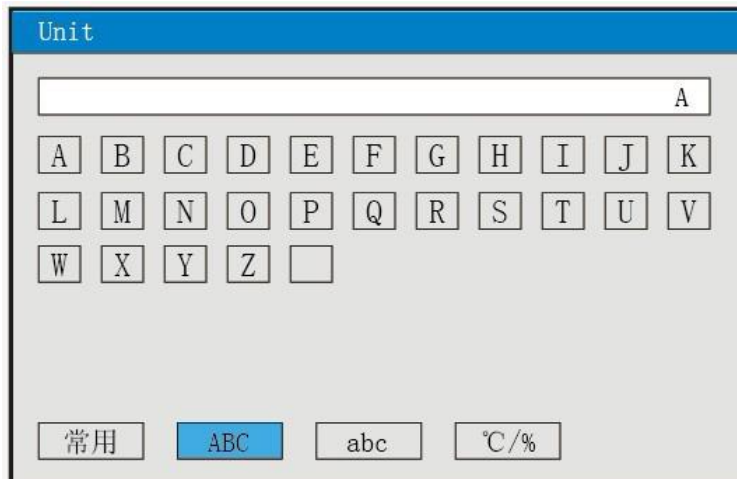 Unit
A
A B C D E F G H I J K
L M N O P Q R S T U V
W X Y Z
常用 ABC abc ℃/%